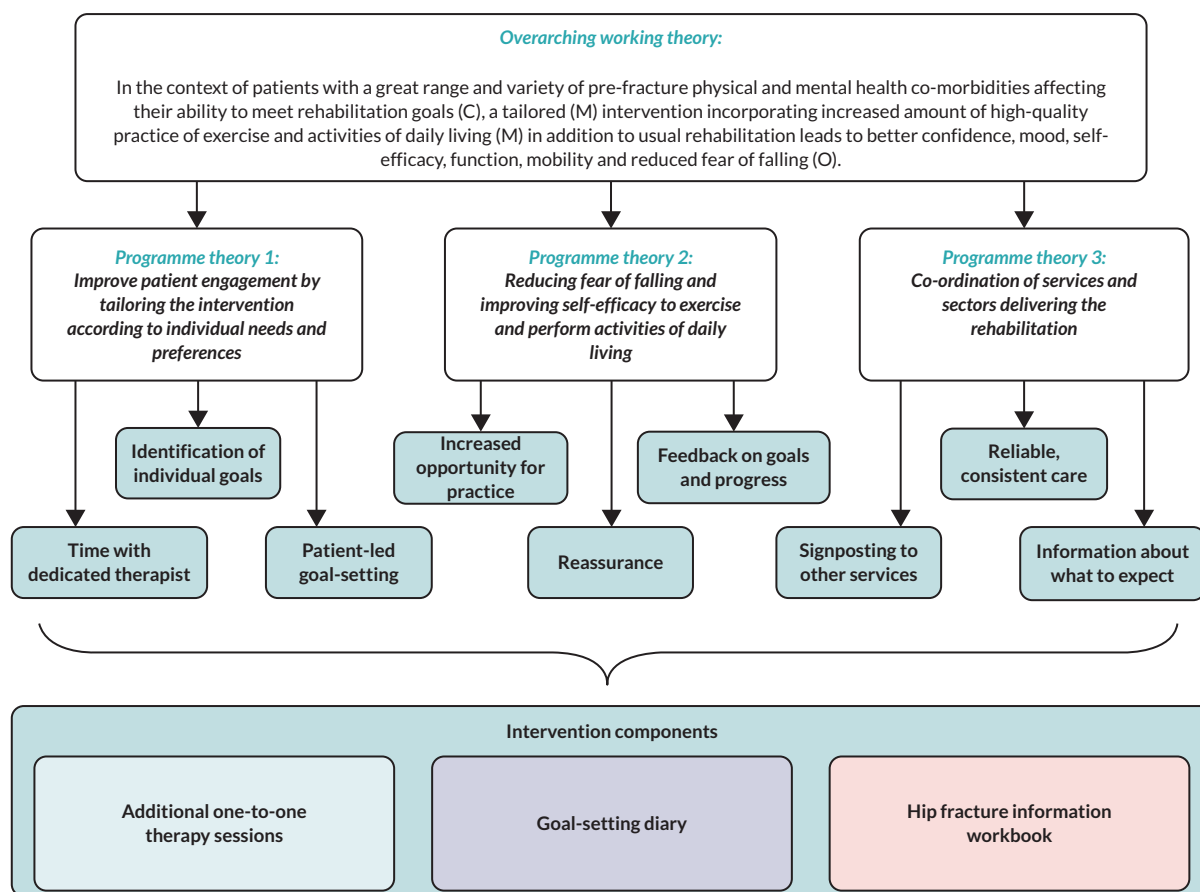 Overarching working theory:
In the context of patients with a great range and variety of pre-fracture physical and mental health co-morbidities affecting
their ability to meet rehabilitation goals (C), a tailored (M) intervention incorporating increased amount of high-quality
practice of exercise and activities of daily living (M) in addition to usual rehabilitation leads to better confidence, mood, self-
efficacy, function, mobility and reduced fear of falling (O).
Programme theory 1:
Improve patient engagement by
tailoring the intervention
according to individual needs and
preferences
Programme theory 2:
Reducing fear of falling and
improving self-efficacy to exercise
and perform activities of daily
living
Programme theory 3:
Co-ordination of services and
sectors delivering the
rehabilitation
Identification of
individual goals
Increased
opportunity for
practice
Feedback on goals
and progress
Reliable,
consistent care
Time with
dedicated therapist
Patient-led
goal-setting
Reassurance
Signposting to
other services
Information about
what to expect
Intervention components
Additional one-to-one
therapy sessions
Goal-setting diary
Hip fracture information
workbook